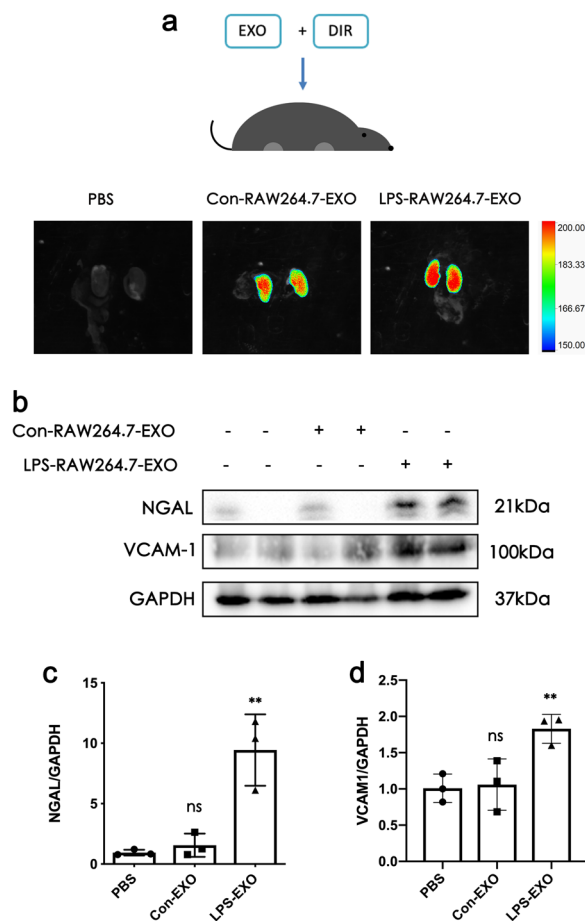 a
EXO + DIR
PBS Con-RAW264.7-EXO LPS-RAW264.7-EXO
200.00
183.33
166.66
150.00
b
Con-RAW264.7-EXO - - + + - -
LPS-RAW264.7-EXO - - - - + +
NGAL 21kDa
VCAM-1 100kDa
GAPDH 37kDa
c
NGAL/GAPDH
15
10
5
0
ns
**
PBS
Con-EXO
LPS-EXO
d
VCAM1/GAPDH
2.5
2.0
1.5
1.0
0.5
0.0
ns
**
PBS
Con-EXO
LPS-EXO